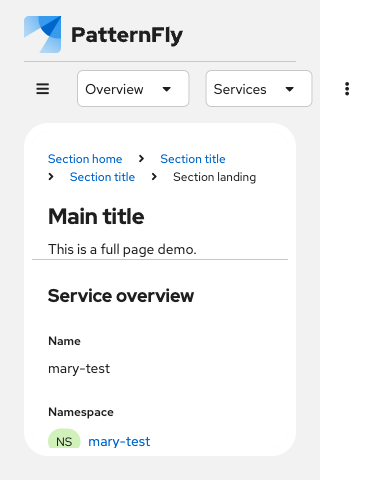 PatternFly
Overview Services
Section home Section title
Section title Section landing
Main title
This is a full page demo.
Service overview
Name
mary-test
Namespace
NS mary-test